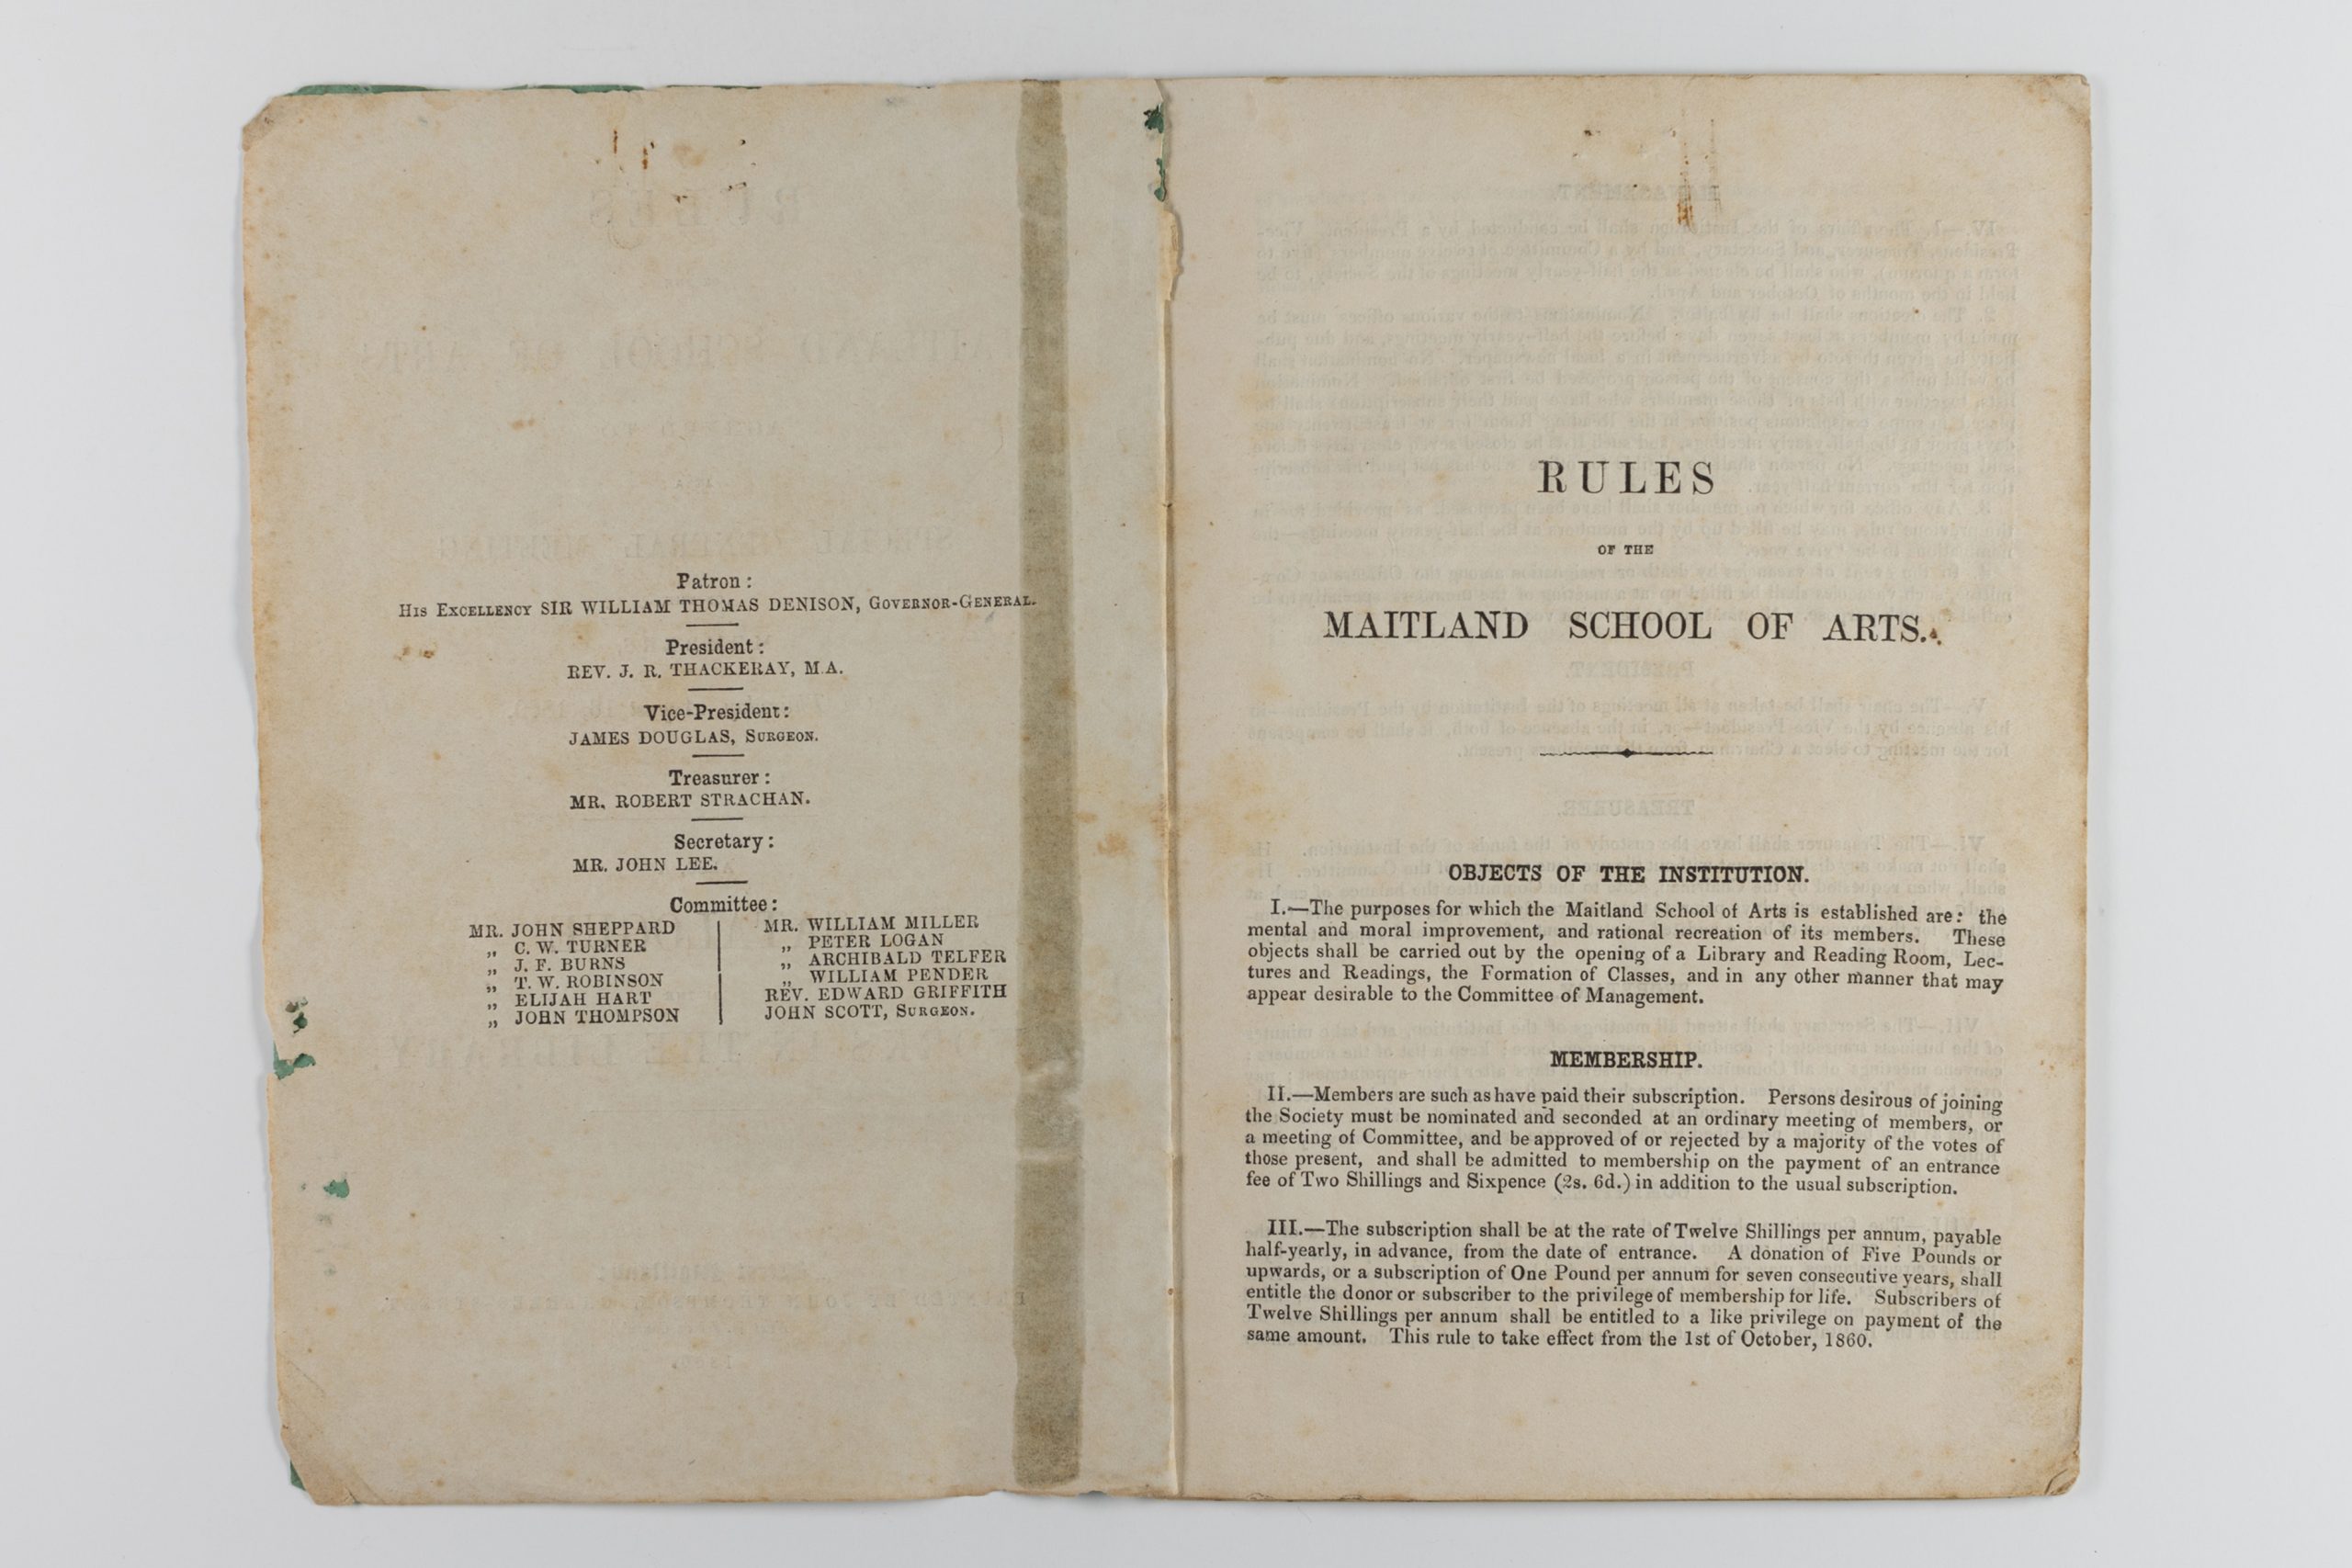 Patron:
HIS EXCELLENCY SIR WILLIAM THOMAS DENISON, GOVERNOR-GENERAL.
President:
REV. J. R. THACKERAY, M.A.
Vice-President:
JAMES DOUGLAS, SURGEON.
Treasurer:
MR. ROBERT STRACHAN.
Secretary:
MR. JOHN LEE.
Committee:
MR. JOHN SHEPPARD
„ C. W. TURNER
„ J. F. BURNS
„ T. W. ROBINSON
„ ELIJAH HART
„ JOHN THOMPSON
MR. WILLIAM MILLER
„ PETER LOGAN
„ ARCHIBALD TELFER
„ WILLIAM PENDER
REV. EDWARD GRIFFITH
JOHN SCOTT, SURGEON.
RULES
OF THE
MAITLAND SCHOOL OF ARTS.
OBJECTS OF THE INSTITUTION.
I.—The purposes for which the Maitland School of Arts is established are: the
mental and moral improvement, and rational recreation of its members. These
objects shall be carried out by the opening of a Library and Reading Room, Lec-
tures and Readings, the Formation of Classes, and in any other manner that may
appear desirable to the Committee of Management.
MEMBERSHIP.
II.—Members are such as have paid their subscription. Persons desirous of joining
the Society must be nominated and seconded at an ordinary meeting of members, or
a meeting of Committee, and be approved of or rejected by a majority of the votes of
those present, and shall be admitted to membership on the payment of an entrance
fee of Two Shillings and Sixpence (2s. 6d.) in addition to the usual subscription.
III.—The subscription shall be at the rate of Twelve Shillings per annum, payable
half-yearly, in advance, from the date of entrance. A donation of Five Pounds or
upwards, or a subscription of One Pound per annum for seven consecutive years, shall
entitle the donor or subscriber to the privilege of membership for life. Subscribers of
Twelve Shillings per annum shall be entitled to a like privilege on payment of the
same amount. This rule to take effect from the 1st of October, 1860.